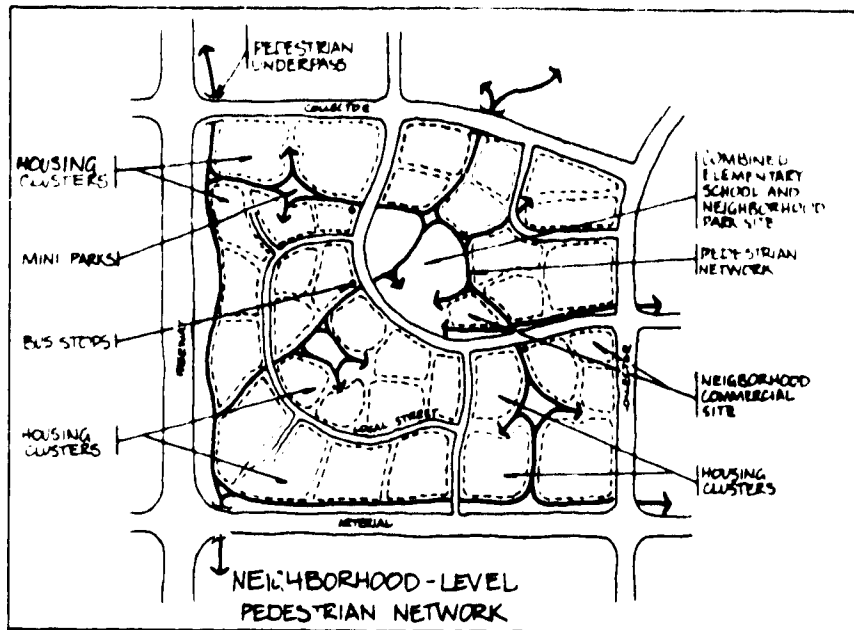 PEDESTRIAN
UNDERPASS
COLLECTOR
HOUSING
CLUSTERS
MINI PARKS
BUS STOPS
HOUSING
CLUSTERS
LOCAL STREET
ARTERIAL
COMBINED
ELEMENTARY
SCHOOL AND
NEIGHBORHOOD
PARK SITE
PEDESTRIAN
NETWORK
COLLECTOR
NEIGBORHOOD
COMMERCIAL
SITE
HOUSING
CLUSTERS
NEIGHBORHOOD-LEVEL
PEDESTRIAN NETWORK